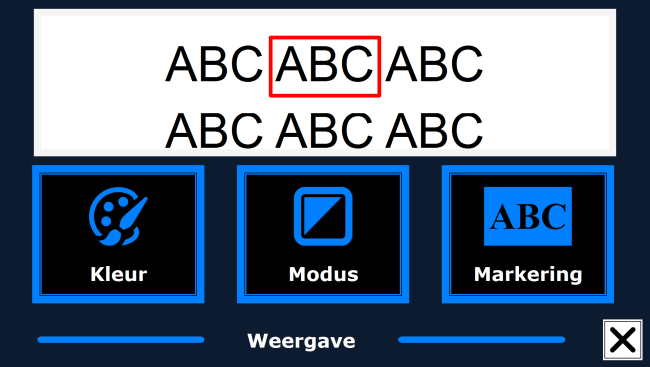 ABC ABC ABC
ABC ABC ABC
Kleur
Modus
ABC
Markering
Weergave